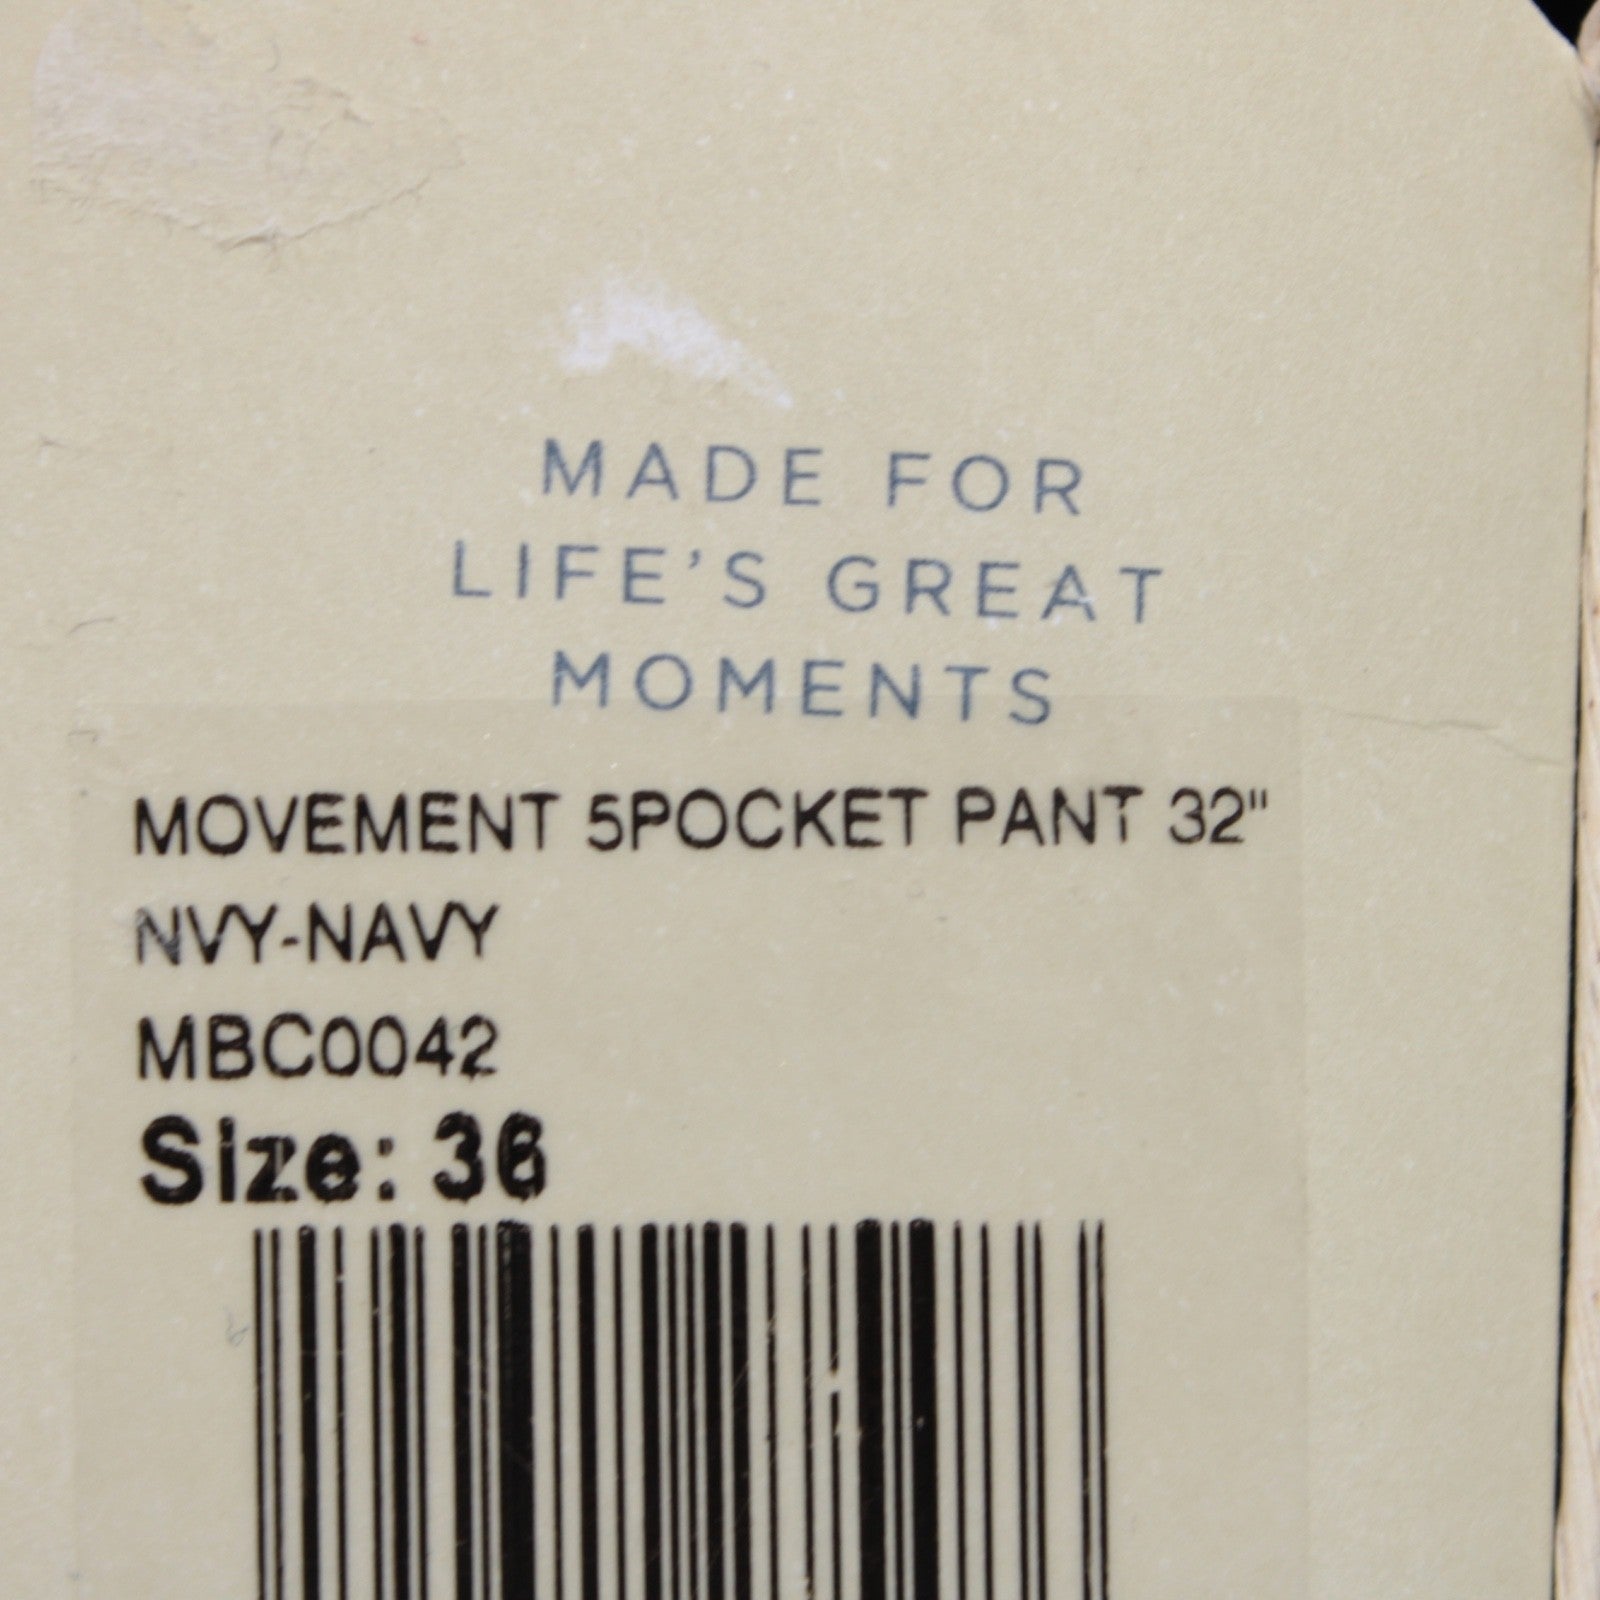 MADE FOR
LIFE'S GREAT
MOMENTS
MOVEMENT 5POCKET PANT 32"
NVY-NAVY
MBC0042
Size: 36